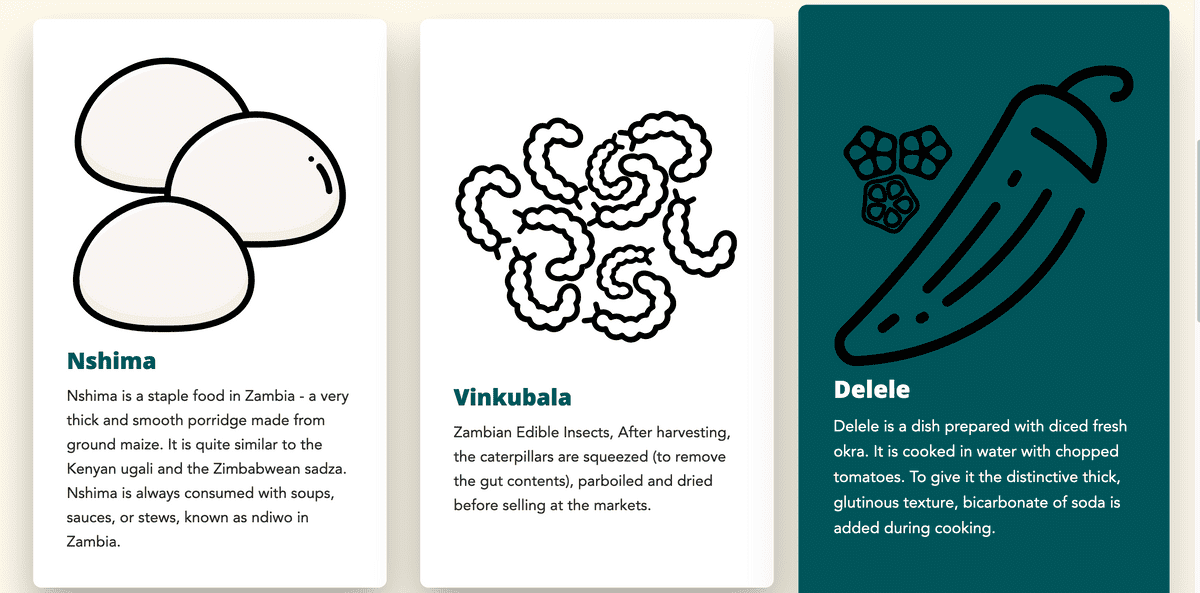 Nshima
Nshima is a staple food in Zambia - a very
thick and smooth porridge made from
ground maize. It is quite similar to the
Kenyan ugali and the Zimbabwean sadza.
Nshima is always consumed with soups,
sauces, or stews, known as ndiwo in
Zambia.
Vinkubala
Zambian Edible Insects, After harvesting,
the caterpillars are squeezed (to remove
the gut contents), parboiled and dried
before selling at the markets.
Delele
Delele is a dish prepared with diced fresh
okra. It is cooked in water with chopped
tomatoes. To give it the distinctive thick,
glutinous texture, bicarbonate of soda is
added during cooking.